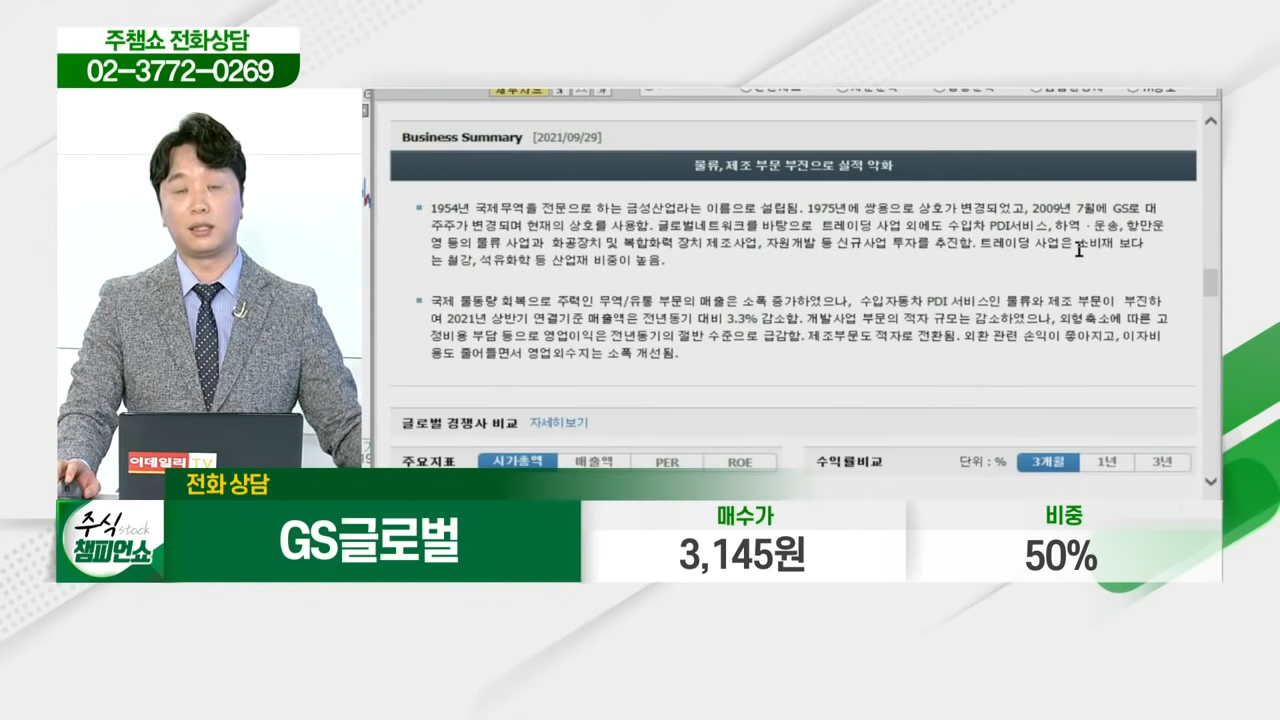 주챔쇼 전화상담
02-3772-0269
Business Summary [2021/09/29]
물류, 제조 부문 부진으로 실적 악화
1954년 국제무역을 전문으로 하는 금성산업라는 이름으로 설립됨. 1975년에 쌍용으로 상호가 변경되었고, 2009년 7월에 GS로 대
주주가 변경되며 현재의 상호를 사용함. 글로벌네트워크를 바탕으로 트레이딩 사업 외에도 수입차 PDI서비스, 하역 · 운송, 항만운
영 등의 물류 사업과 화공장치 및 복합화력 장치 제조사업, 자원개발 등 신규사업 투자를 추진함. 트레이딩 사업은 소비재 보다
는 철강, 석유화학 등 산업재 비중이 높음.
국제 물동량 회복으로 주력인 무역/유통 부문의 매출은 소폭 증가하였으나, 수입자동차 PDI 서비스인 물류와 제조 부문이 부진하
여 2021년 상반기 연결기준 매출액은 전년동기 대비 3.3% 감소함. 개발사업 부문의 적자 규모는 감소하였으나, 외형축소에 따른 고
정비용 부담 등으로 영업이익은 전년동기의 절반 수준으로 급감함. 제조부문도 적자로 전환됨. 외환 관련 손익이 좋아지고, 이자비
용도 줄어들면서 영업외수지는 소폭 개선됨.
글로벌 경쟁사 비교 자세히보기
주요지표 시가총액 매출액 PER ROE 수익률비교 단위 : % 3개월 1년 3년
이데일리 TV
전화 상담
주식 stock
챔피언쇼
GS글로벌
매수가
3,145원
비중
50%